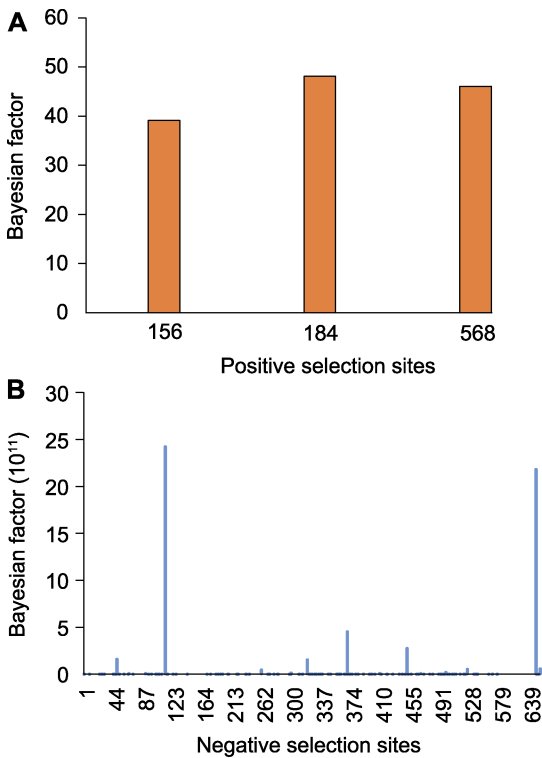 A
60
50
40
30
20
10
0
Bayesian factor
156 184 568
Positive selection sites
B
30
25
20
15
10
5
0
Bayesian factor (10¹¹)
1 44 87 123 164 213 262 300 337 374 410 455 491 528 579 639
Negative selection sites